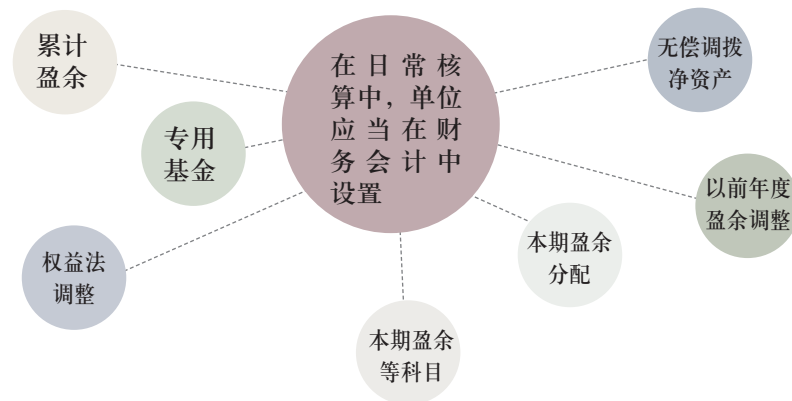 累计
盈余
专用
基金
权益法
调整
在日常核
算中，单位
应当在财
务会计中
设置
本期盈余
等科目
本期盈余
分配
以前年度
盈余调整
无偿调拨
净资产